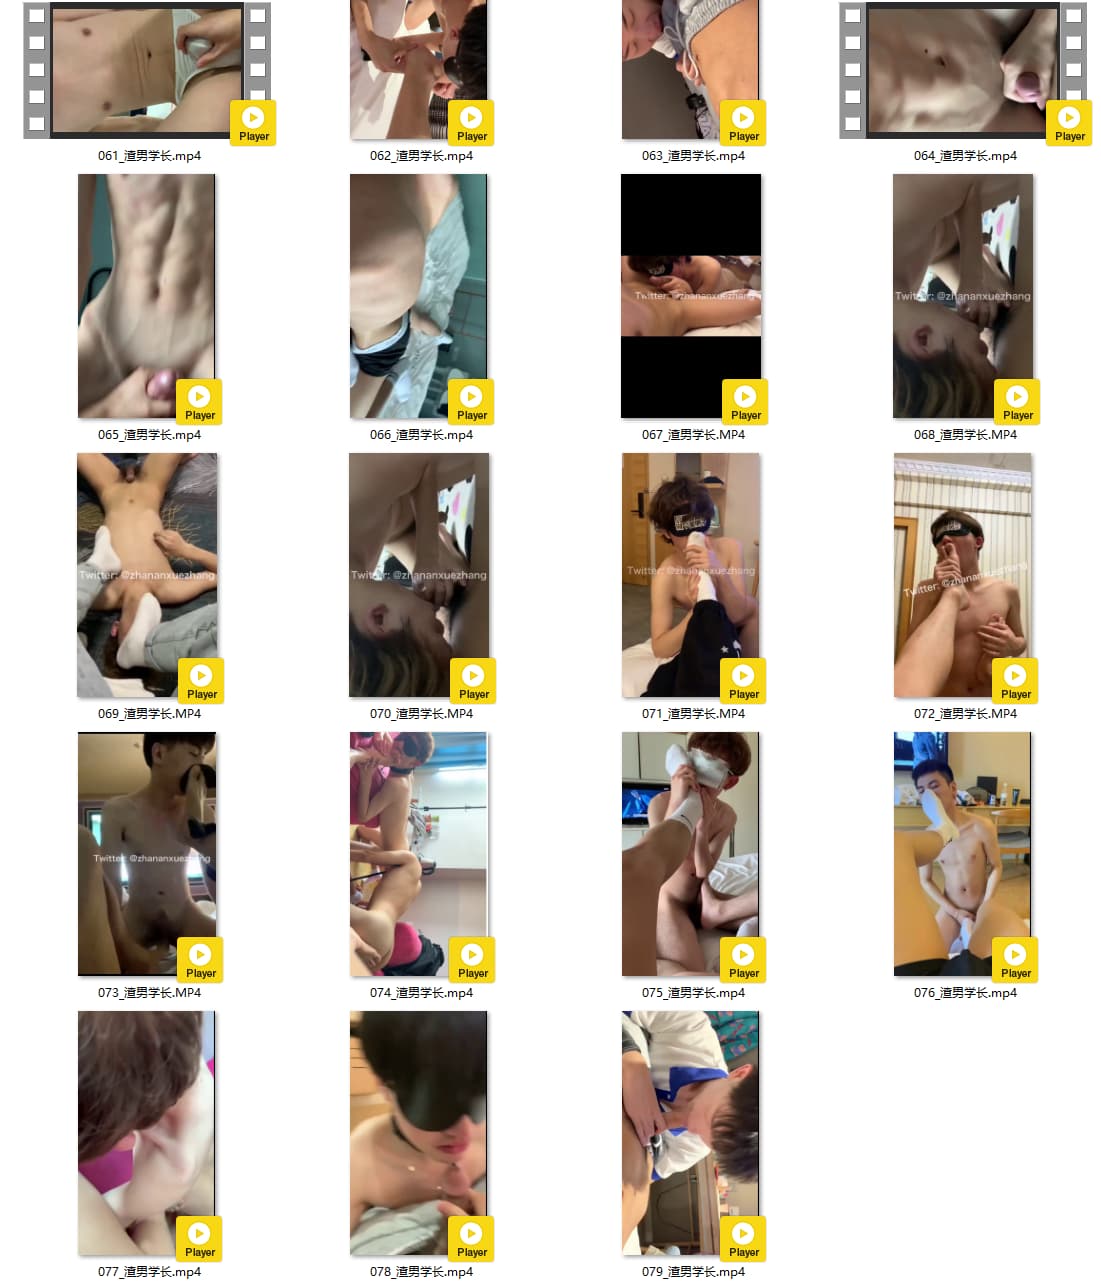 Player
Player
Player
Player
061_渣男学长.mp4
062_渣男学长.mp4
063_渣男学长.mp4
064_渣男学长.mp4
Twitter: @zhananxuezhang
Twitter: @zhananxuezhang
Player
Player
Player
Player
065_渣男学长.mp4
066_渣男学长.mp4
067_渣男学长.MP4
068_渣男学长.MP4
Twitter: @zhananxuezhang
Twitter: @zhananxuezhang
Twitter: @zhananxuezhang
Twitter: @zhananxuezhang
Player
Player
Player
Player
069_渣男学长.MP4
070_渣男学长.MP4
071_渣男学长.MP4
072_渣男学长.MP4
Twitter: @zhananxuezhang
Player
Player
Player
Player
073_渣男学长.MP4
074_渣男学长.mp4
075_渣男学长.mp4
076_渣男学长.mp4
Player
Player
Player
077_渣男学长.mp4
078_渣男学长.mp4
079_渣男学长.mp4